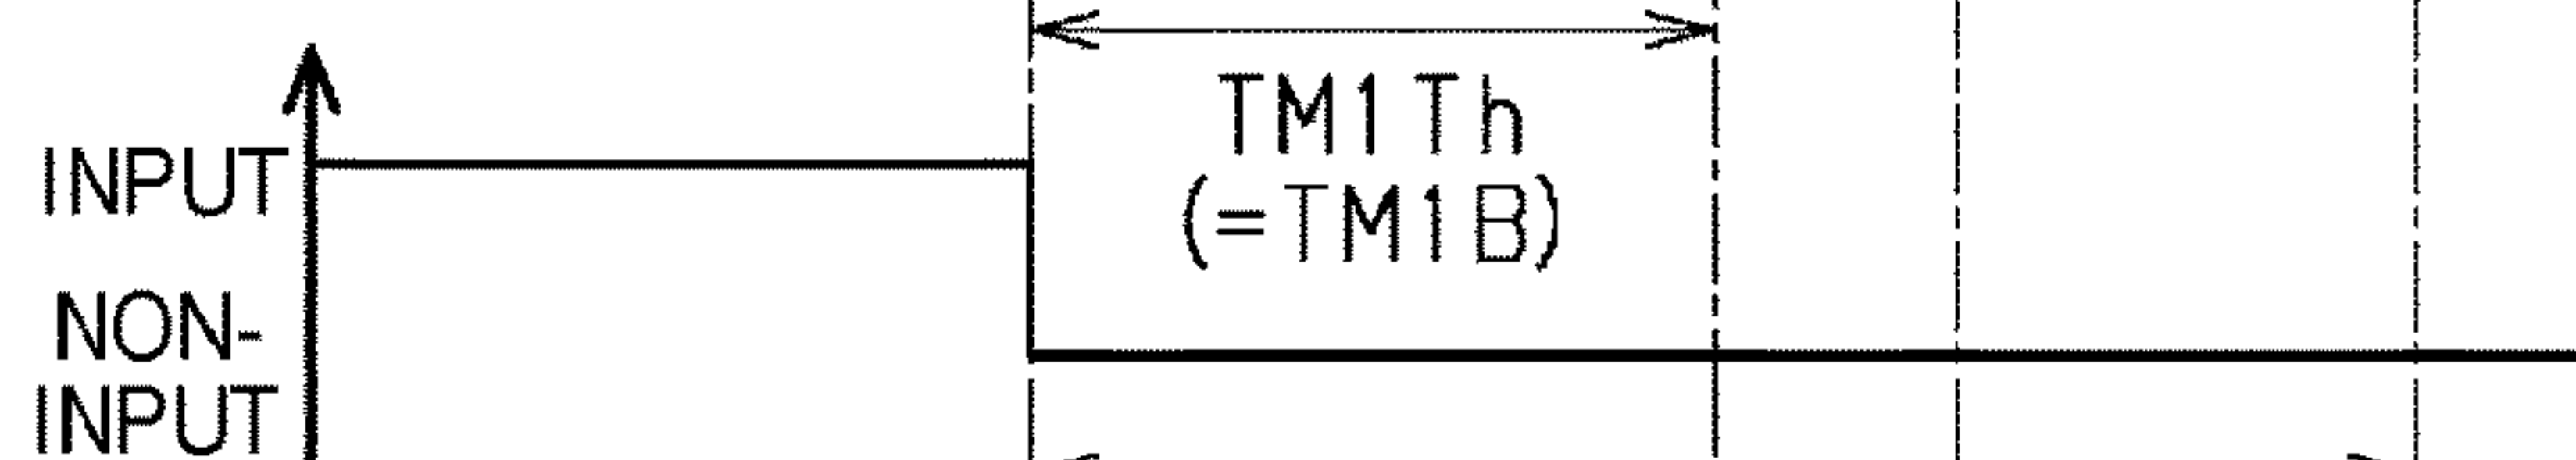 INPUT
TM1Th
(=TM1B)
NON-
INPUT